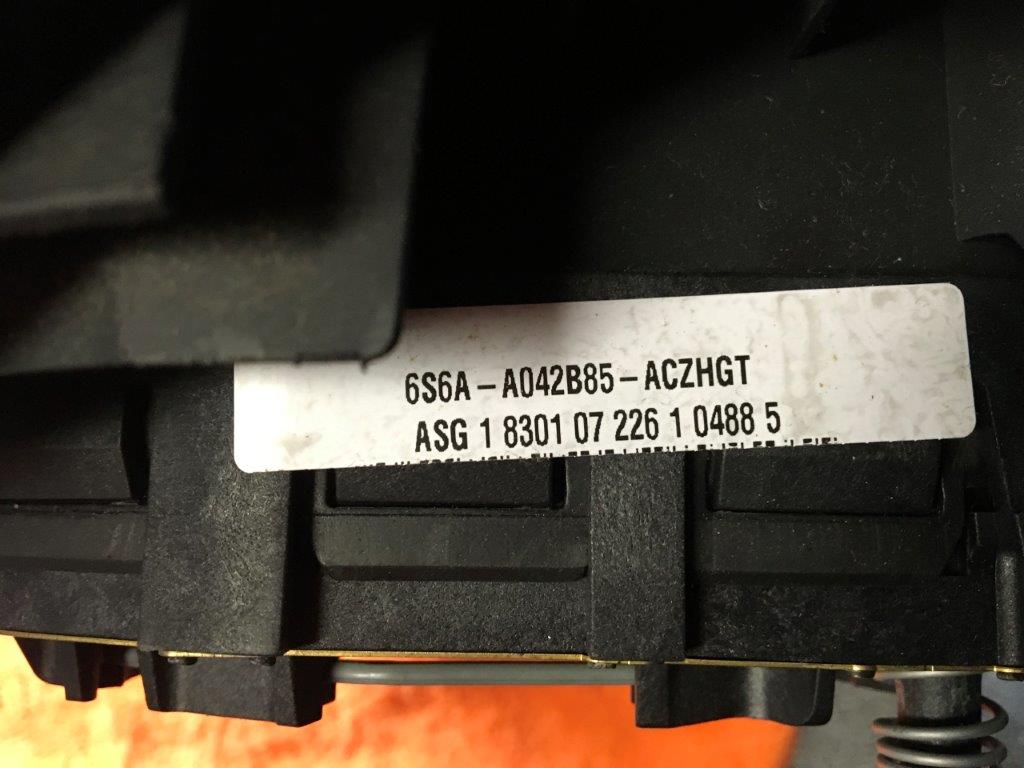 6S6A - A042B85 - ACZHGT
ASG 1 8301 07 226 1 0488 5